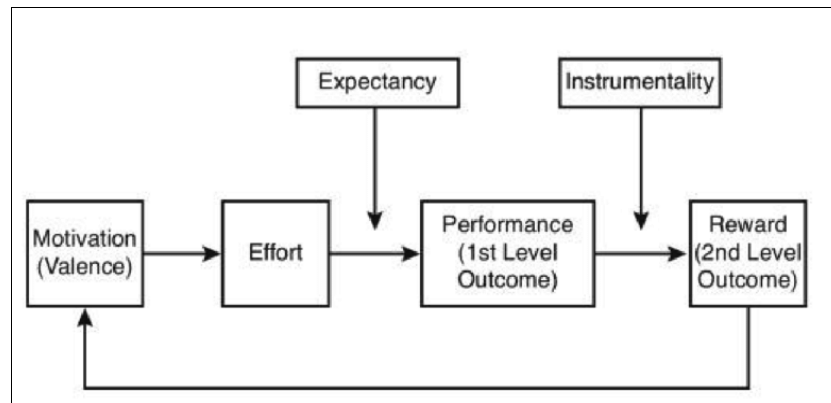 Expectancy
Instrumentality
Motivation
(Valence)
Effort
Performance
(1st Level
Outcome)
Reward
(2nd Level
Outcome)